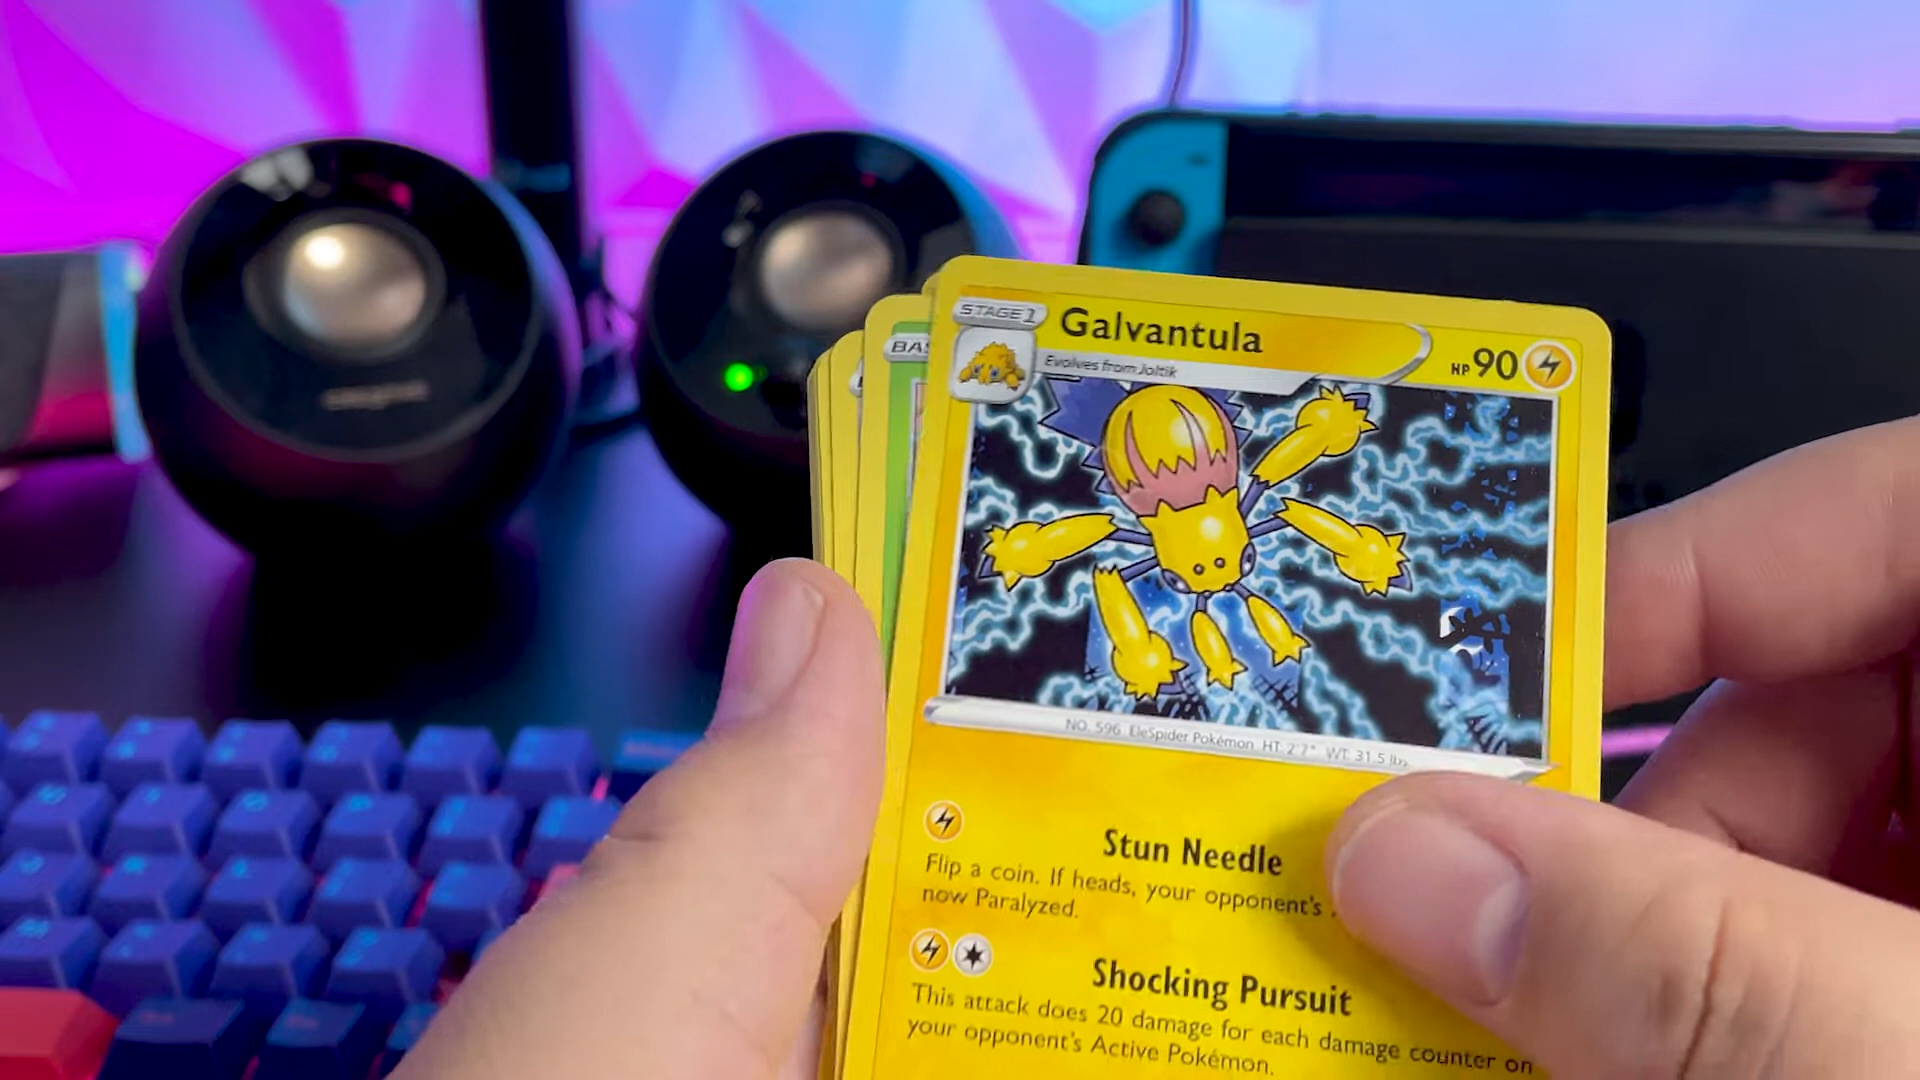 STAGE 1
Galvantula
HP 90
Evolves from Joltik
BAS
NO. 596 EleSpider Pokémon HT: 2'7" WT: 31.5 lbs.
Stun Needle
Flip a coin. If heads, your opponent's
now Paralyzed.
Shocking Pursuit
This attack does 20 damage for each damage counter on
your opponent's Active Pokémon.